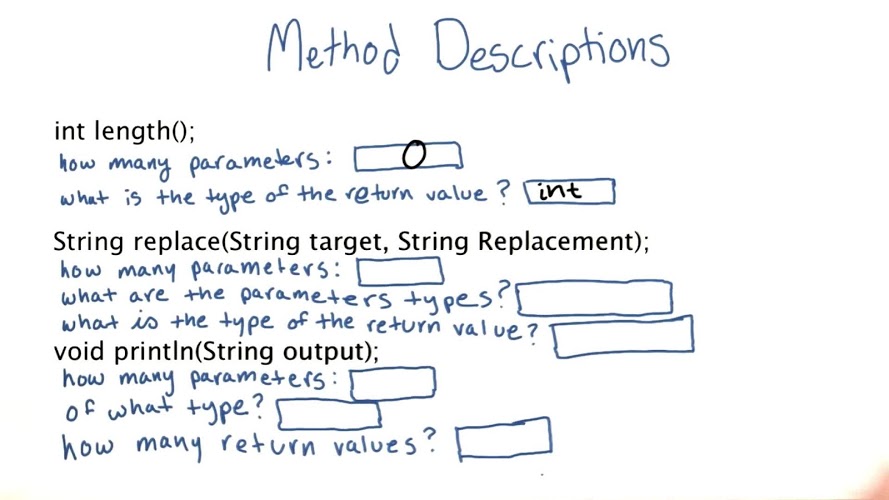 Method Descriptions
int length();
how many parameters: 0
what is the type of the return value? int
String replace(String target, String Replacement);
how many parameters:
what are the parameters types?
what is the type of the return value?
void println(String output);
how many parameters:
of what type?
how many return values?